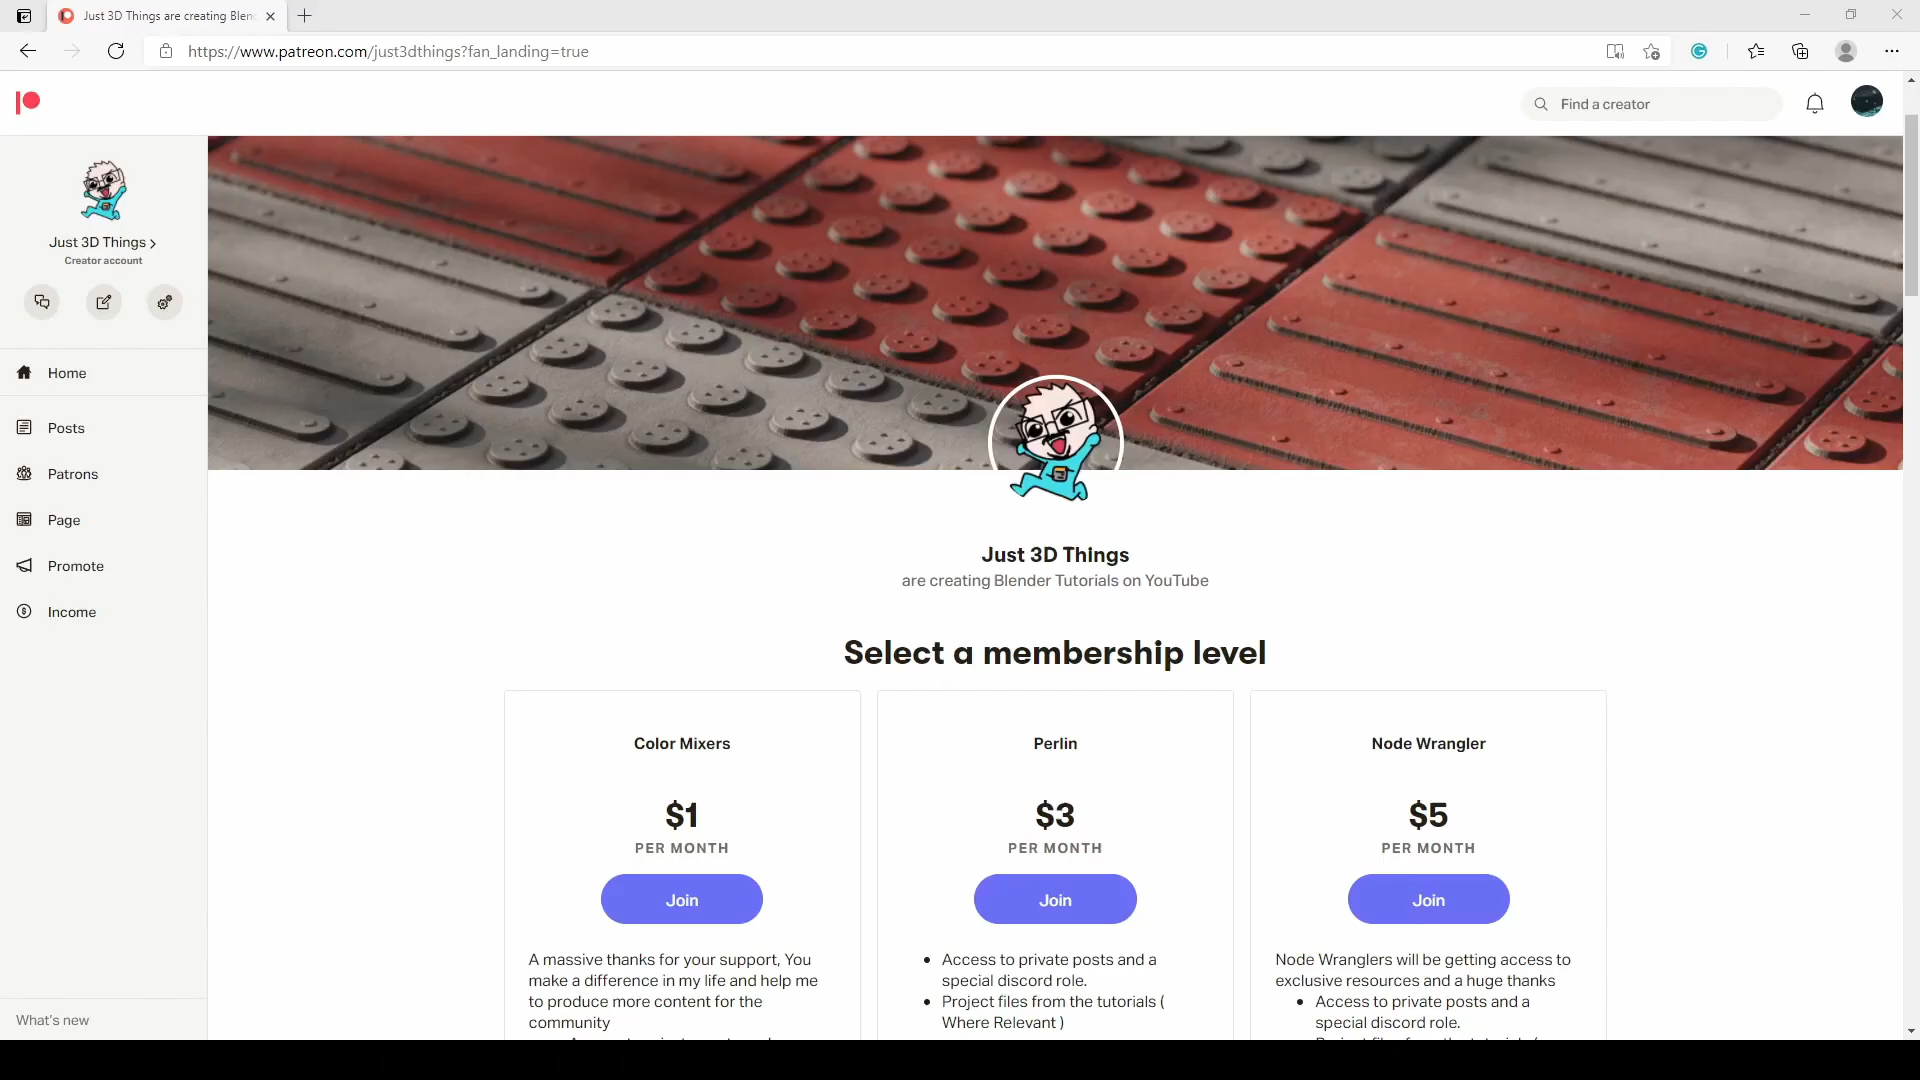 Just 3D Things are creating Blen
https://www.patreon.com/just3dthings?fan_landing=true
Find a creator
Just 3D Things
Creator account
Home
Posts
Patrons
Page
Promote
Income
What's new
Just 3D Things
are creating Blender Tutorials on YouTube
Select a membership level
Color Mixers
$1
PER MONTH
Join
A massive thanks for your support, You
make a difference in my life and help me
to produce more content for the
community
Perlin
$3
PER MONTH
Join
Access to private posts and a
special discord role.
Project files from the tutorials (
Where Relevant )
Node Wrangler
$5
PER MONTH
Join
Node Wranglers will be getting access to
exclusive resources and a huge thanks
Access to private posts and a
special discord role.